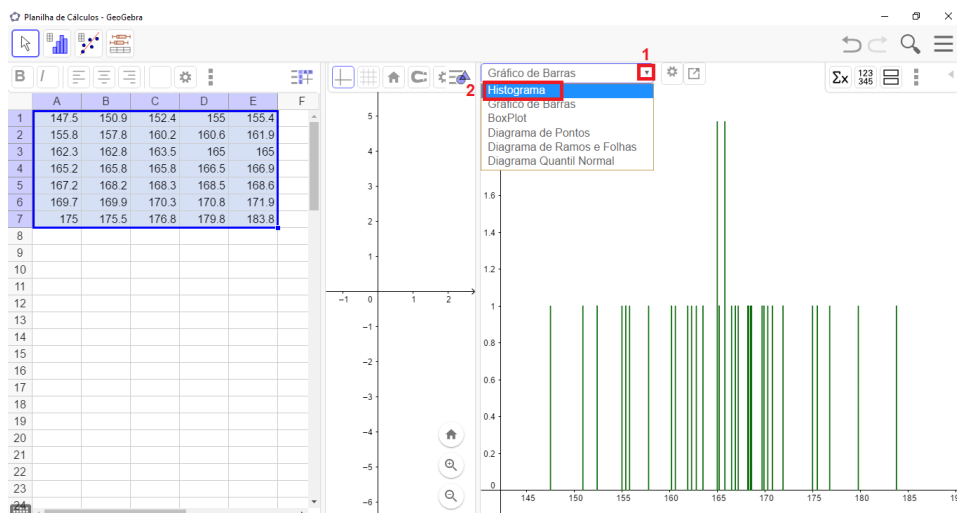 Planilha de Cálculos - GeoGebra
1
B I
123
Σx 345
Gráfico de Barras
2
Histograma
Gráfico de Barras
BoxPlot
Diagrama de Pontos
Diagrama de Ramos e Folhas
Diagrama Quantil Normal
A B C D E F
1 147.5 150.9 152.4 155 155.4
2 155.8 157.8 160.2 160.6 161.9
3 162.3 162.8 163.5 165 165
4 165.2 165.8 165.8 166.5 166.9
5 167.2 168.2 168.3 168.5 168.6
6 169.7 169.9 170.3 170.8 171.9
7 175 175.5 176.8 179.8 183.8
8
9
10
11
12
13
14
15
16
17
18
19
20
21
22
23
24
5
4
3
2
1
-1 0 1 2
-1
-2
-3
-4
-5
-6
1.6
1.4
1.2
1
0.8
0.6
0.4
0.2
0
145 150 155 160 165 170 175 180 185